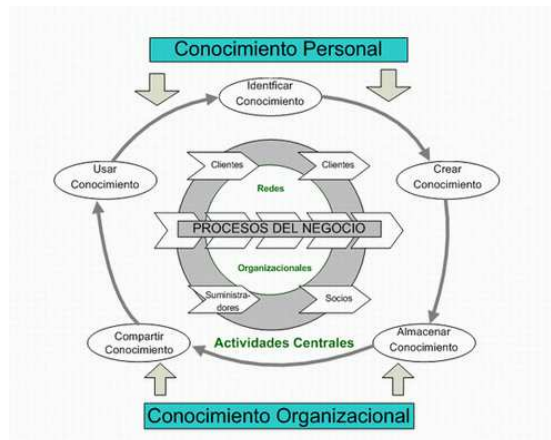 Conocimiento Personal
Identficar
Conocimiento
Usar
Conocimiento
Crear
Conocimiento
Clientes
Clientes
Redes
PROCESOS DEL NEGOCIO
Organizacionales
Suministra-
dores
Socios
Compartir
Conocimiento
Actividades Centrales
Almacenar
Conocimiento
Conocimiento Organizacional